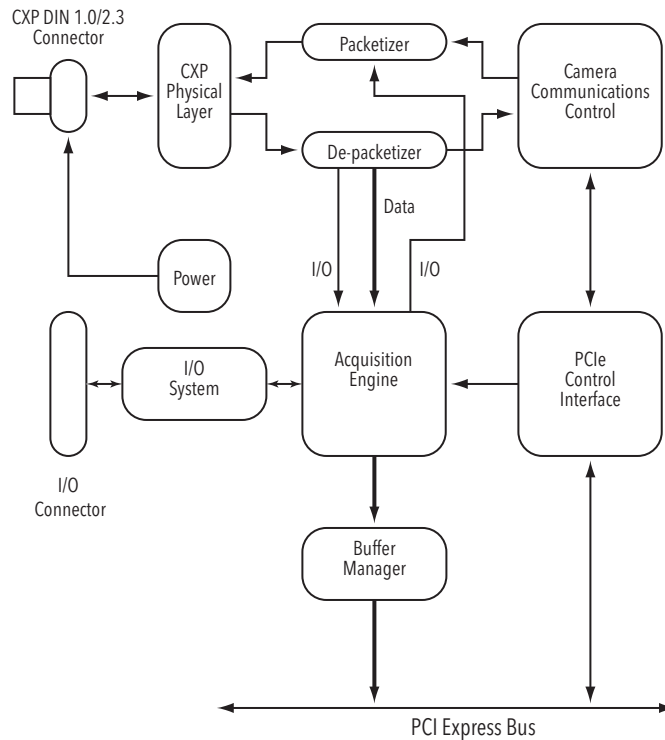 CXP DIN 1.0/2.3
Connector
CXP
Physical
Layer
Packetizer
Camera
Communications
Control
De-packetizer
Data
I/O
I/O
Power
I/O
System
Acquisition
Engine
PCIe
Control
Interface
I/O
Connector
Buffer
Manager
PCI Express Bus